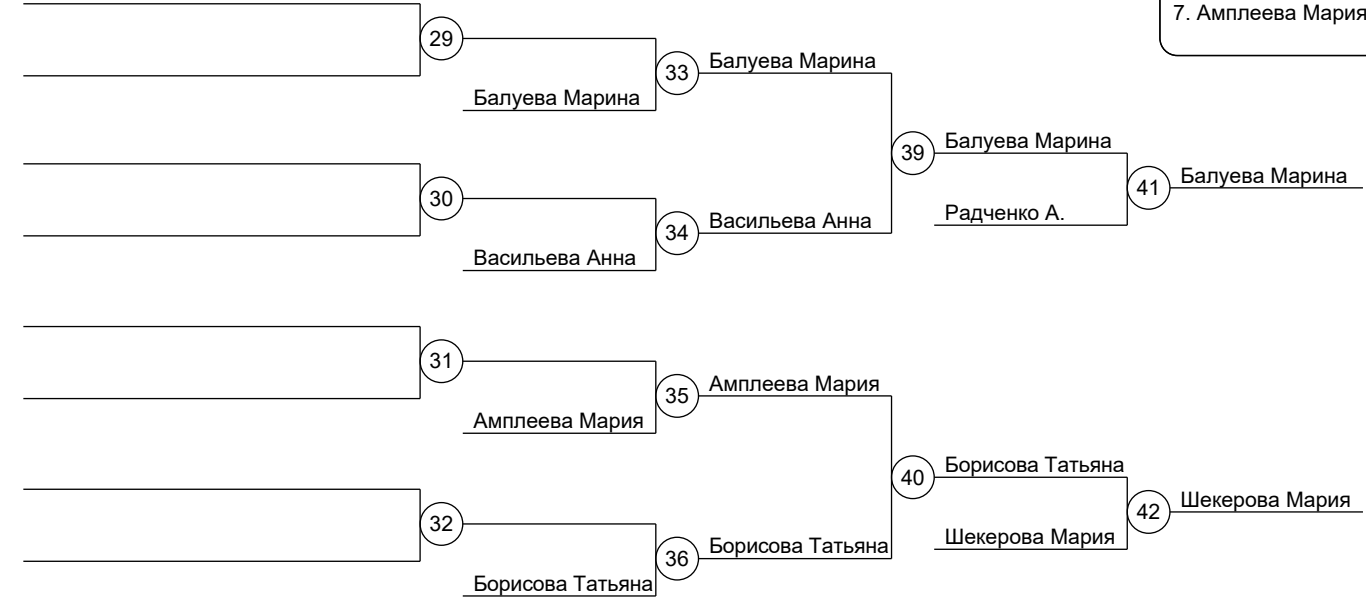 7. Амплеева Мария
29
33
Балуева Марина
Балуева Марина
39
Балуева Марина
41
Балуева Марина
30
34
Васильева Анна
Радченко А.
Васильева Анна
31
35
Амплеева Мария
Амплеева Мария
40
Борисова Татьяна
42
Шекерова Мария
32
36
Борисова Татьяна
Шекерова Мария
Борисова Татьяна